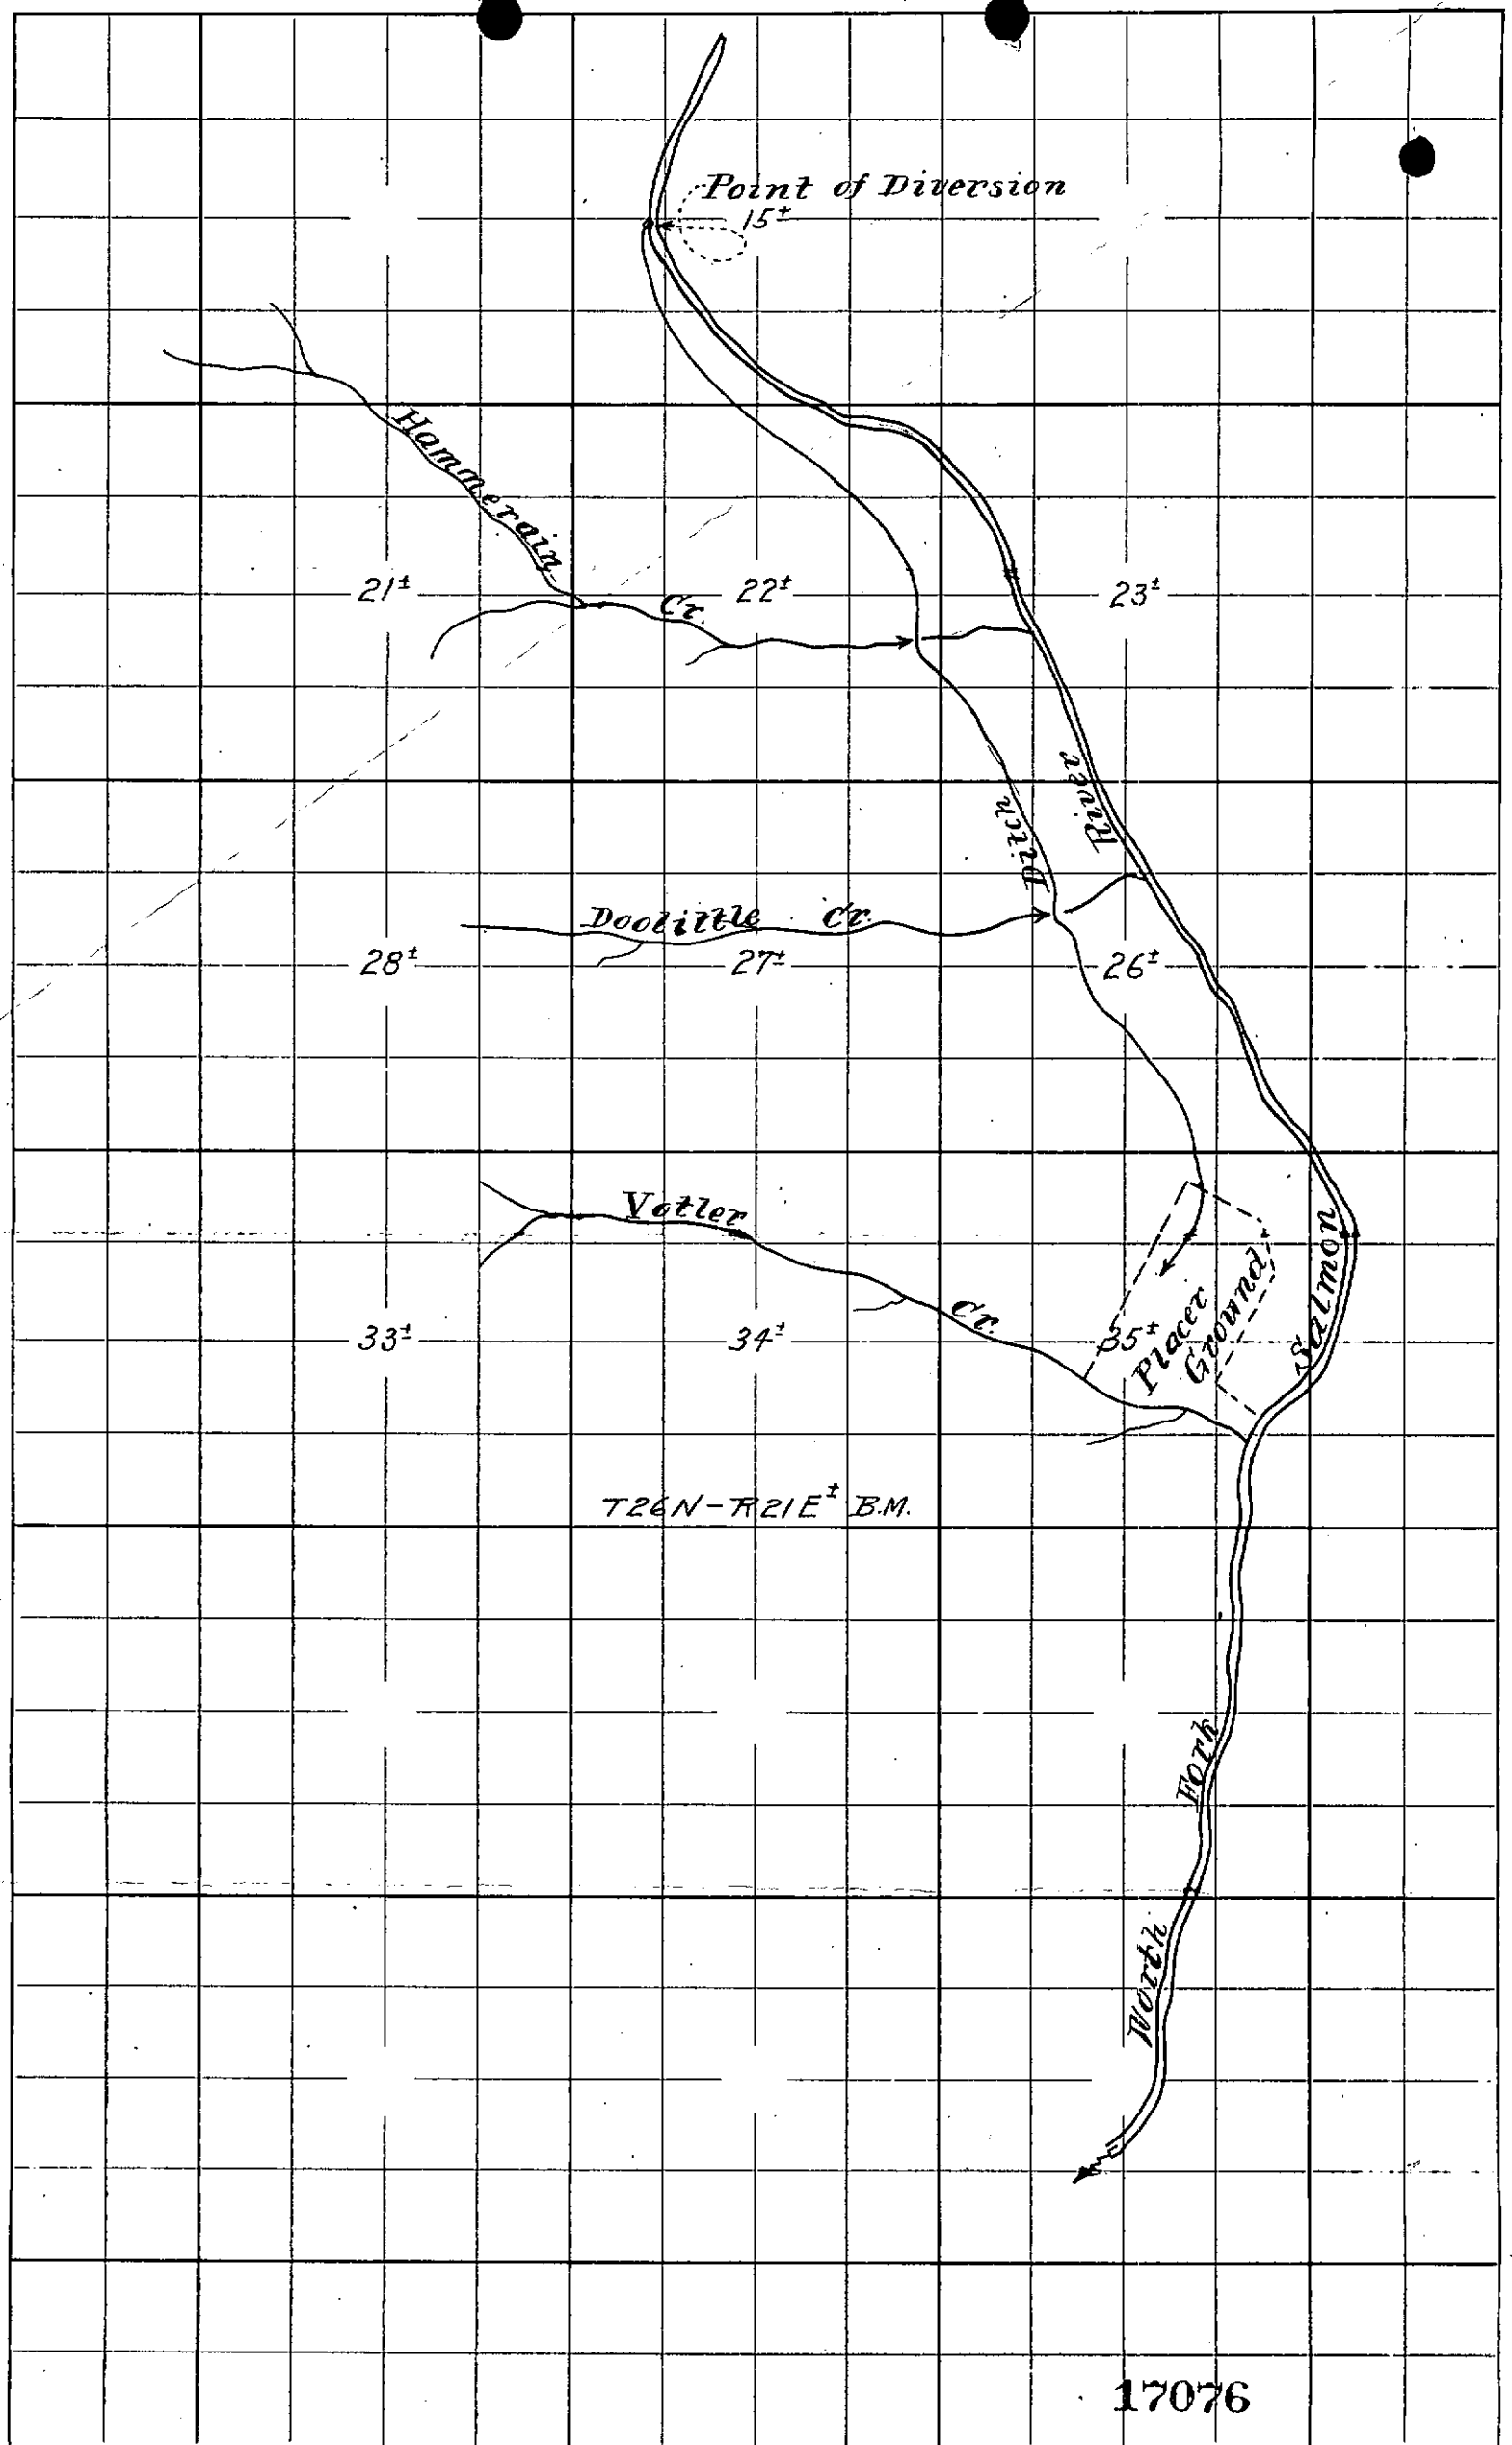 Point of Diversion
15±
Hammerain
Cr.
21±
22±
23±
River
Ditch
Doolittle Cr.
28±
27±
26±
Votler
Cr.
Salmon
33±
34±
35±
Placer
Ground
T26N-R21E± B.M.
Fork
North
17076